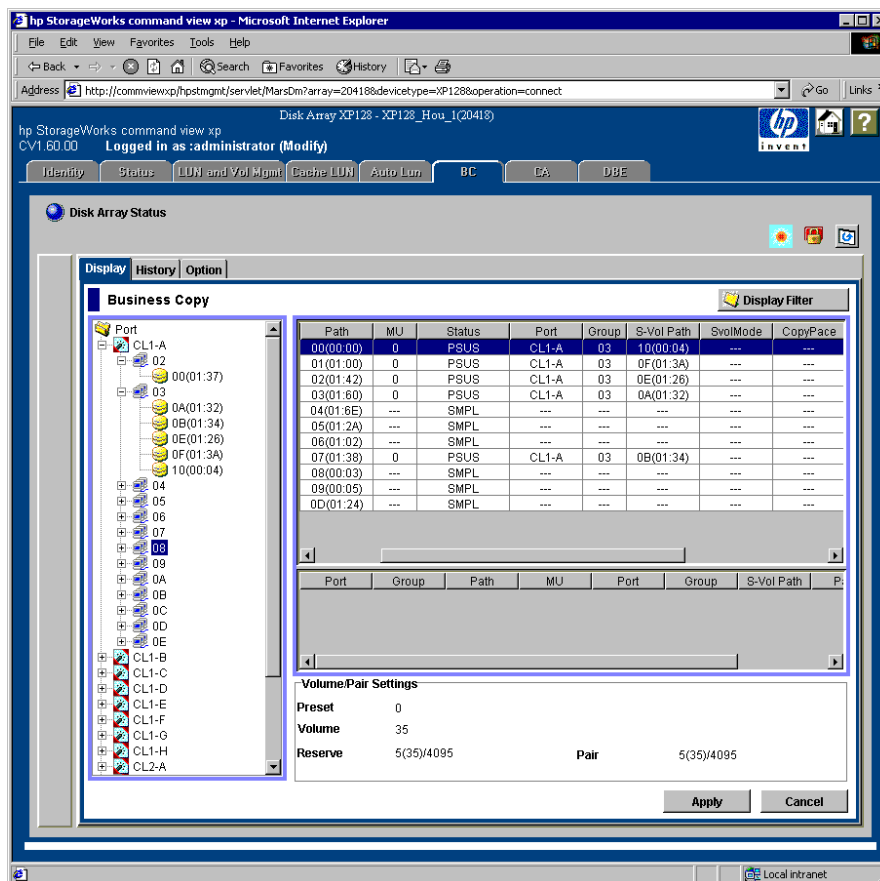 hp StorageWorks command view xp - Microsoft Internet Explorer
File Edit View Favorites Tools Help
Back Search Favorites History
Address http://commviewxp/hpstmgmt/servlet/MarsDm?array=20418&devicetype=XP128&operation=connect Go Links
Disk Array XP128 - XP128_Hou_1(20418)
hp StorageWorks command view xp
CV1.60.00 Logged in as :administrator (Modify)
hp
invent
?
Identity Status LUN and Vol Mgmt Cache LUN Auto Lun BC CA DBE
Disk Array Status
Display History Option
Business Copy
Display Filter
Port
CL1-A
02
00(01:37)
03
0A(01:32)
0B(01:34)
0E(01:26)
0F(01:3A)
10(00:04)
04
05
06
07
08
09
0A
0B
0C
0D
0E
CL1-B
CL1-C
CL1-D
CL1-E
CL1-F
CL1-G
CL1-H
CL2-A
Path MU Status Port Group S-Vol Path SvolMode CopyPace
00(00:00) 0 PSUS CL1-A 03 10(00:04) --- ---
01(01:00) 0 PSUS CL1-A 03 0F(01:3A) --- ---
02(01:42) 0 PSUS CL1-A 03 0E(01:26) --- ---
03(01:60) 0 PSUS CL1-A 03 0A(01:32) --- ---
04(01:6E) --- SMPL --- --- --- --- ---
05(01:2A) --- SMPL --- --- --- --- ---
06(01:02) --- SMPL --- --- --- --- ---
07(01:38) 0 PSUS CL1-A 03 0B(01:34) --- ---
08(00:03) --- SMPL --- --- --- --- ---
09(00:05) --- SMPL --- --- --- --- ---
0D(01:24) --- SMPL --- --- --- --- ---
Port Group Path MU Port Group S-Vol Path
Volume/Pair Settings
Preset 0
Volume 35
Reserve 5(35)/4095 Pair 5(35)/4095
Apply Cancel
Local intranet